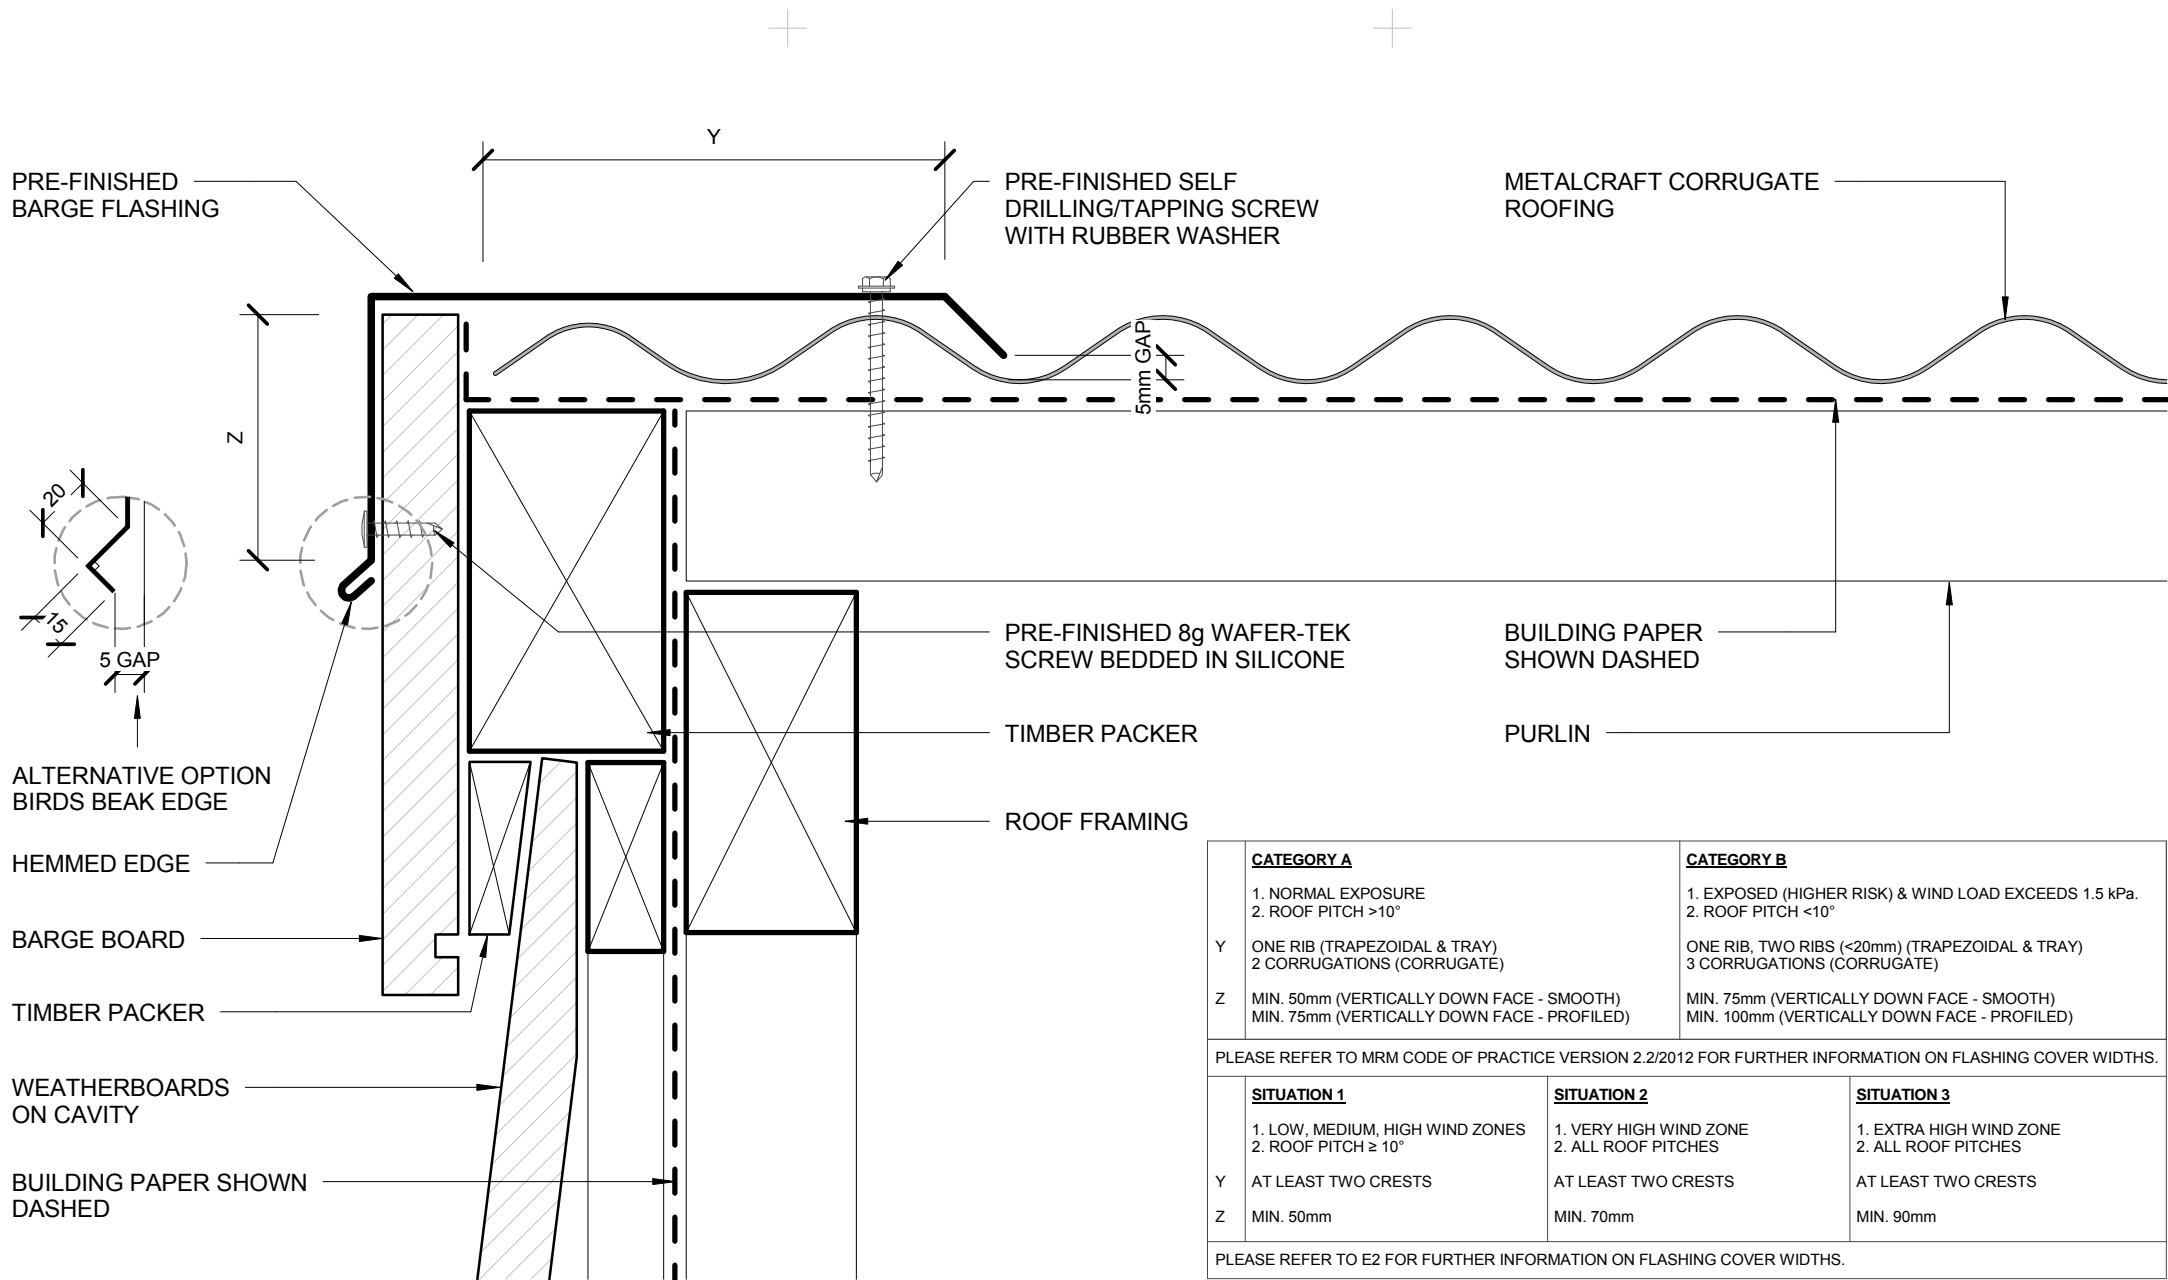 Y
PRE-FINISHED
BARGE FLASHING
PRE-FINISHED SELF
DRILLING/TAPPING SCREW
WITH RUBBER WASHER
METALCRAFT CORRUGATE
ROOFING
5mm GAP
Z
20
15
5 GAP
ALTERNATIVE OPTION
BIRDS BEAK EDGE
HEMMED EDGE
BARGE BOARD
TIMBER PACKER
WEATHERBOARDS
ON CAVITY
BUILDING PAPER SHOWN
DASHED
PRE-FINISHED 8g WAFER-TEK
SCREW BEDDED IN SILICONE
TIMBER PACKER
ROOF FRAMING
BUILDING PAPER
SHOWN DASHED
PURLIN
CATEGORY A
1. NORMAL EXPOSURE
2. ROOF PITCH >10°
CATEGORY B
1. EXPOSED (HIGHER RISK) & WIND LOAD EXCEEDS 1.5 kPa.
2. ROOF PITCH <10°
Y
ONE RIB (TRAPEZOIDAL & TRAY)
2 CORRUGATIONS (CORRUGATE)
ONE RIB, TWO RIBS (<20mm) (TRAPEZOIDAL & TRAY)
3 CORRUGATIONS (CORRUGATE)
Z
MIN. 50mm (VERTICALLY DOWN FACE - SMOOTH)
MIN. 75mm (VERTICALLY DOWN FACE - PROFILED)
MIN. 75mm (VERTICALLY DOWN FACE - SMOOTH)
MIN. 100mm (VERTICALLY DOWN FACE - PROFILED)
PLEASE REFER TO MRM CODE OF PRACTICE VERSION 2.2/2012 FOR FURTHER INFORMATION ON FLASHING COVER WIDTHS.
SITUATION 1
1. LOW, MEDIUM, HIGH WIND ZONES
2. ROOF PITCH ≥ 10°
SITUATION 2
1. VERY HIGH WIND ZONE
2. ALL ROOF PITCHES
SITUATION 3
1. EXTRA HIGH WIND ZONE
2. ALL ROOF PITCHES
Y
AT LEAST TWO CRESTS
AT LEAST TWO CRESTS
AT LEAST TWO CRESTS
Z
MIN. 50mm
MIN. 70mm
MIN. 90mm
PLEASE REFER TO E2 FOR FURTHER INFORMATION ON FLASHING COVER WIDTHS.